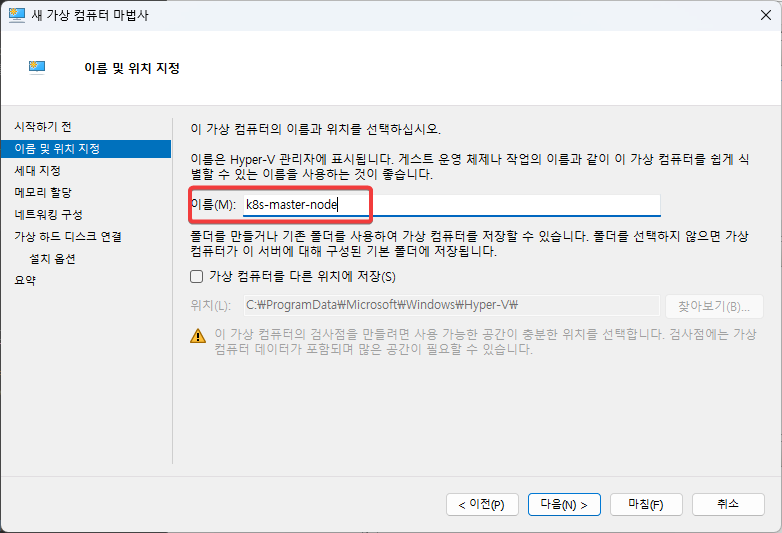 새 가상 컴퓨터 마법사
이름 및 위치 지정
시작하기 전
이름 및 위치 지정
세대 지정
메모리 할당
네트워킹 구성
가상 하드 디스크 연결
설치 옵션
요약
이 가상 컴퓨터의 이름과 위치를 선택하십시오.
이름은 Hyper-V 관리자에 표시됩니다. 게스트 운영 체제나 작업의 이름과 같이 이 가상 컴퓨터를 쉽게 식
별할 수 있는 이름을 사용하는 것이 좋습니다.
이름(M): k8s-master-node
폴더를 만들거나 기존 폴더를 사용하여 가상 컴퓨터를 저장할 수 있습니다. 폴더를 선택하지 않으면 가상
컴퓨터가 이 서버에 대해 구성된 기본 폴더에 저장됩니다.
가상 컴퓨터를 다른 위치에 저장(S)
위치(L): C:₩ProgramData₩Microsoft₩Windows₩Hyper-V₩ 찾아보기(B)...
이 가상 컴퓨터의 검사점을 만들려면 사용 가능한 공간이 충분한 위치를 선택합니다. 검사점에는 가상
컴퓨터 데이터가 포함되며 많은 공간이 필요할 수 있습니다.
< 이전(P) 다음(N) > 마침(F) 취소